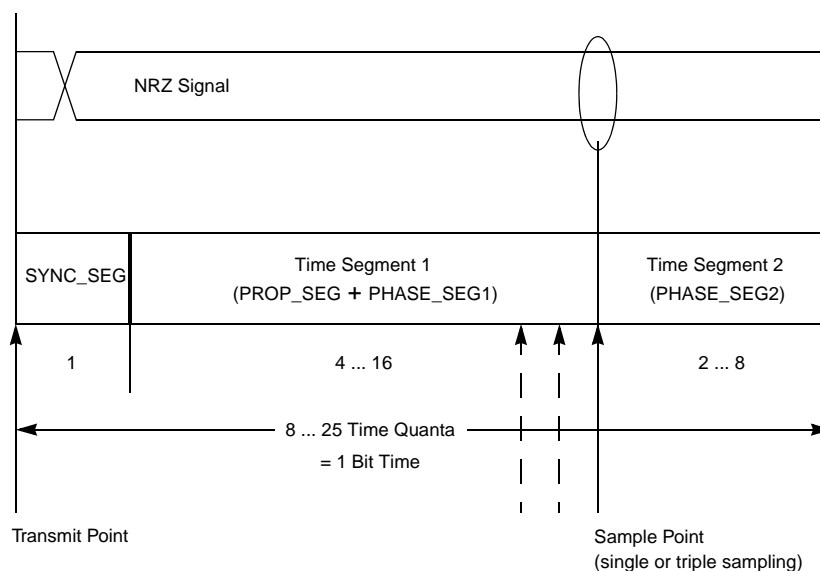 NRZ Signal
SYNC_SEG
Time Segment 1
(PROP_SEG + PHASE_SEG1)
Time Segment 2
(PHASE_SEG2)
1
4 ... 16
2 ... 8
8 ... 25 Time Quanta
= 1 Bit Time
Transmit Point
Sample Point
(single or triple sampling)